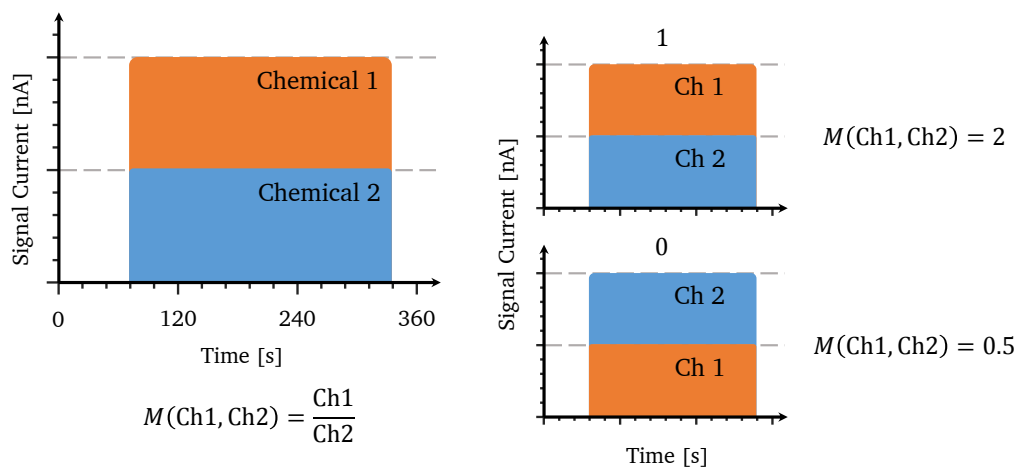 Signal Current [nA]
Chemical 1
Chemical 2
0 120 240 360
Time [s]
M(Ch1, Ch2) = Ch1/Ch2
Signal Current [nA]
1
Ch 1
Ch 2
M(Ch1, Ch2) = 2
0
Ch 2
Ch 1
M(Ch1, Ch2) = 0.5
Time [s]